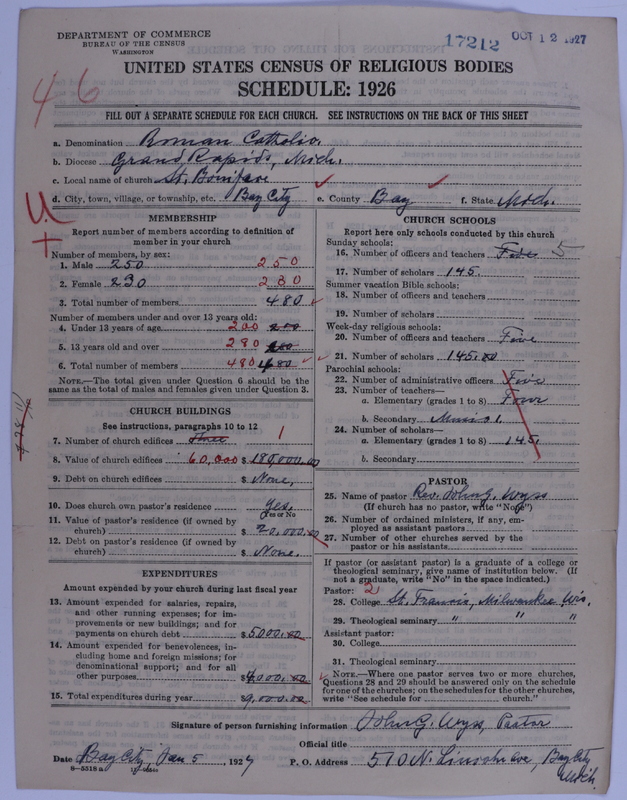 DEPARTMENT OF COMMERCE
BUREAU OF THE CENSUS
WASHINGTON
17212
OCT 12 1927
UNITED STATES CENSUS OF RELIGIOUS BODIES
SCHEDULE: 1926
46
FILL OUT A SEPARATE SCHEDULE FOR EACH CHURCH. SEE INSTRUCTIONS ON THE BACK OF THIS SHEET
a. Denomination Roman Catholic.
b. Diocese Grand Rapids, Mich.
c. Local name of church St. Boniface
d. City, town, village, or township, etc. Bay City e. County Bay f. State Mich.
MEMBERSHIP
Report number of members according to definition of
member in your church
Number of members, by sex:
1. Male 250 250
2. Female 230 230
3. Total number of members 480
Number of members under and over 13 years old:
4. Under 13 years of age 200 200
5. 13 years old and over 280
6. Total number of members 480 480
NOTE.—The total given under Question 6 should be the
same as the total of males and females given under Question 3.
CHURCH BUILDINGS
See instructions, paragraphs 10 to 12
7. Number of church edifices Three 1
8. Value of church edifices 60,000 $ 180,000.00
9. Debt on church edifices $ None.
10. Does church own pastor's residence Yes.
Yes or No
11. Value of pastor's residence (if owned by
church) $ 20,000.00
12. Debt on pastor's residence (if owned by
church) $ None.
EXPENDITURES
Amount expended by your church during last fiscal year
13. Amount expended for salaries, repairs,
and other running expenses; for im-
provements or new buildings; and for
payments on church debt $ 5000.00
14. Amount expended for benevolences, in-
cluding home and foreign missions; for
denominational support; and for all
other purposes $ 4,000.00
15. Total expenditures during year $ 9,000.00
CHURCH SCHOOLS
Report here only schools conducted by this church
Sunday schools:
16. Number of officers and teachers Five 5
17. Number of scholars 145.
Summer vacation Bible schools:
18. Number of officers and teachers
19. Number of scholars
Week-day religious schools:
20. Number of officers and teachers Five
21. Number of scholars 145.00
Parochial schools:
22. Number of administrative officers Five
23. Number of teachers—
a. Elementary (grades 1 to 8) Four
b. Secondary Music 1.
24. Number of scholars—
a. Elementary (grades 1 to 8) 145.
b. Secondary
PASTOR
25. Name of pastor Rev. John G. Wyss
(If church has no pastor, write "None")
26. Number of ordained ministers, if any, em-
ployed as assistant pastors
27. Number of other churches served by the
pastor or his assistants
If pastor (or assistant pastor) is a graduate of a college or
theological seminary, give name of institution below. (If
not a graduate, write "No" in the space indicated.)
Pastor: 2
28. College St. Francis, Milwaukee Wis.
29. Theological seminary " " "
Assistant pastor:
30. College
31. Theological seminary
NOTE.—Where one pastor serves two or more churches,
Questions 28 and 29 should be answered only on the schedule
for one of the churches; on the schedules for the other churches,
write "See schedule for church."
Signature of person furnishing information John G. Wyss, Pastor
Official title
Date Bay City, Jan 5, 1927 P. O. Address 510 N. Lincoln ave, Bay City
Mich.
8—5518a